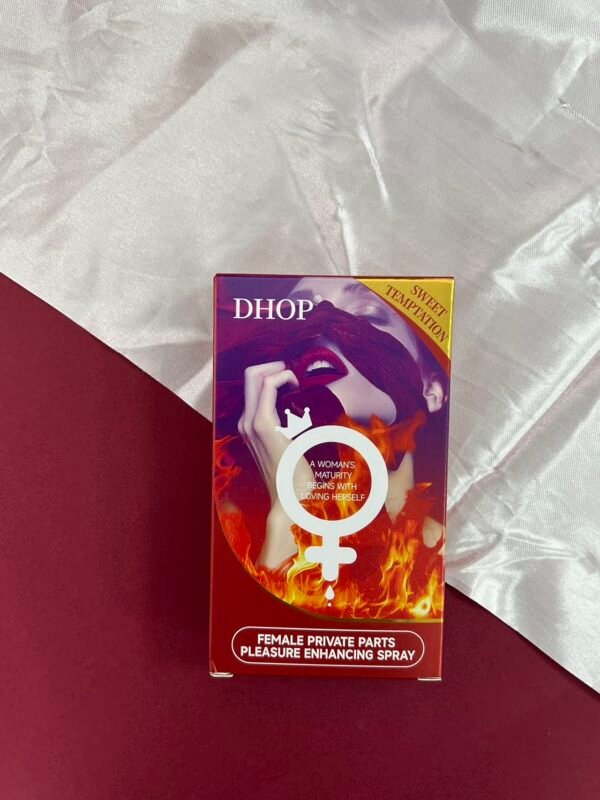 DHOP®
SWEET
TEMPTATION
A WOMAN'S
MATURITY
BEGINS WITH
LOVING HERSELF
FEMALE PRIVATE PARTS
PLEASURE ENHANCING SPRAY